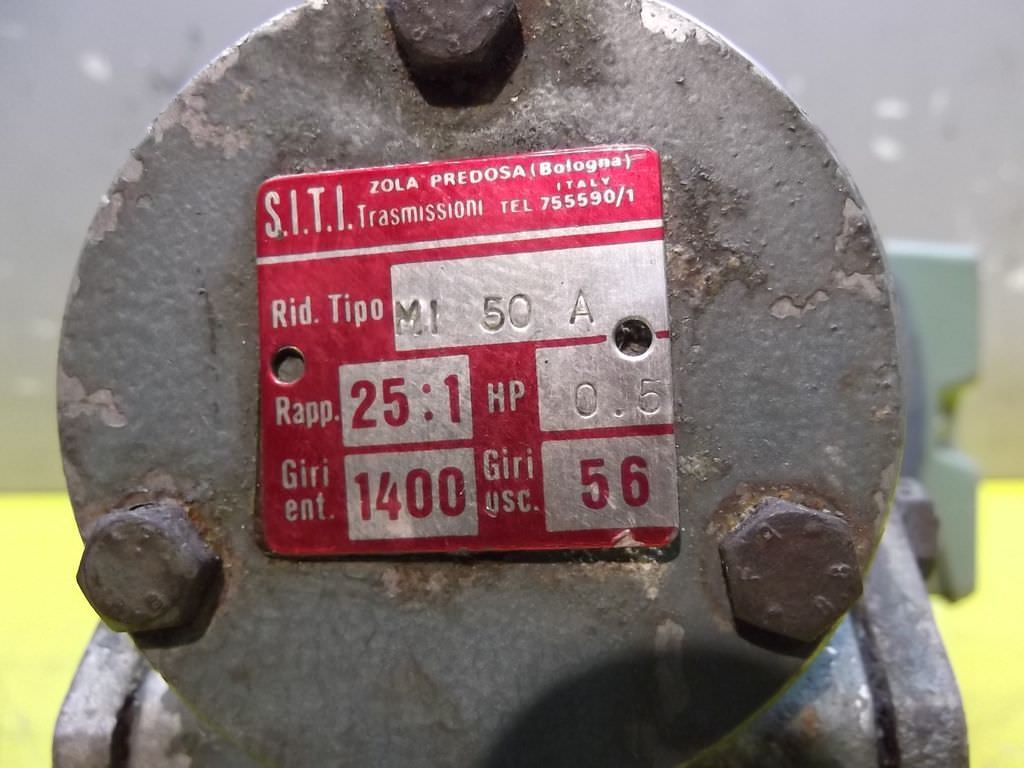 ZOLA PREDOSA (Bologna)
ITALY
S.I.T.I. Trasmissioni TEL 755590/1
Rid. Tipo M.I 50 A
Rapp. 25:1 HP 0.5
Giri ent. 1400 Giri usc. 56